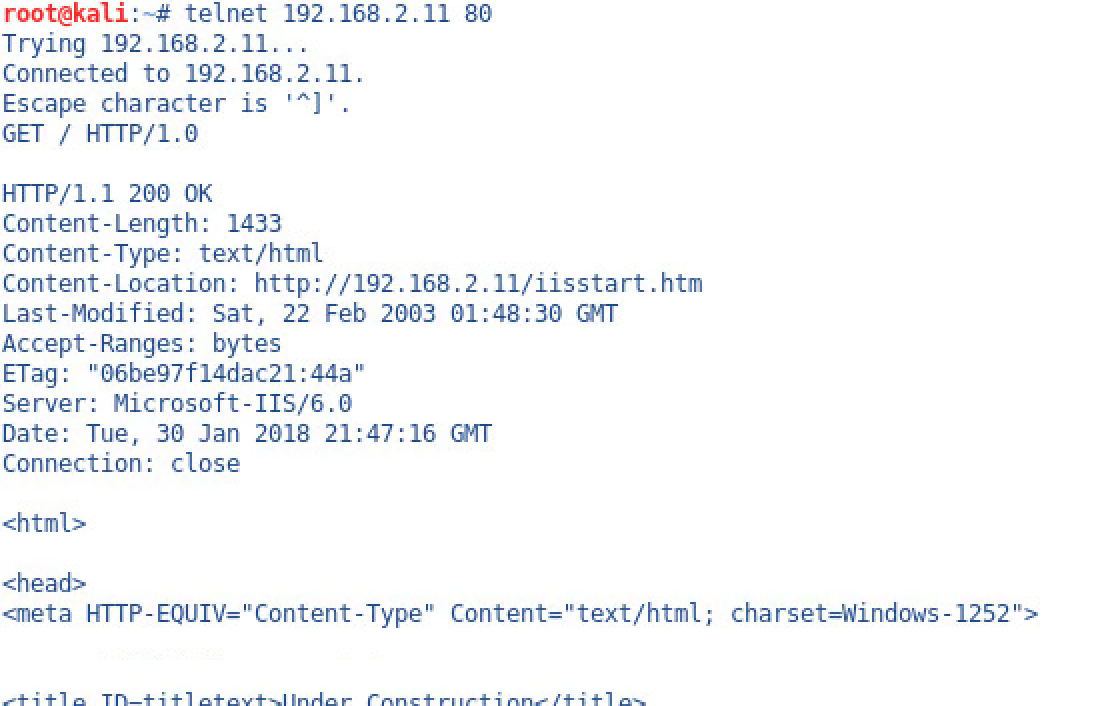 root@kali:~# telnet 192.168.2.11 80
Trying 192.168.2.11...
Connected to 192.168.2.11.
Escape character is '^]'.
GET / HTTP/1.0
HTTP/1.1 200 OK
Content-Length: 1433
Content-Type: text/html
Content-Location: http://192.168.2.11/iisstart.htm
Last-Modified: Sat, 22 Feb 2003 01:48:30 GMT
Accept-Ranges: bytes
ETag: "06be97f14dac21:44a"
Server: Microsoft-IIS/6.0
Date: Tue, 30 Jan 2018 21:47:16 GMT
Connection: close
<html>
<head>
<meta HTTP-EQUIV="Content-Type" Content="text/html; charset=Windows-1252">
<title ID=titletext>Under Construction</title>